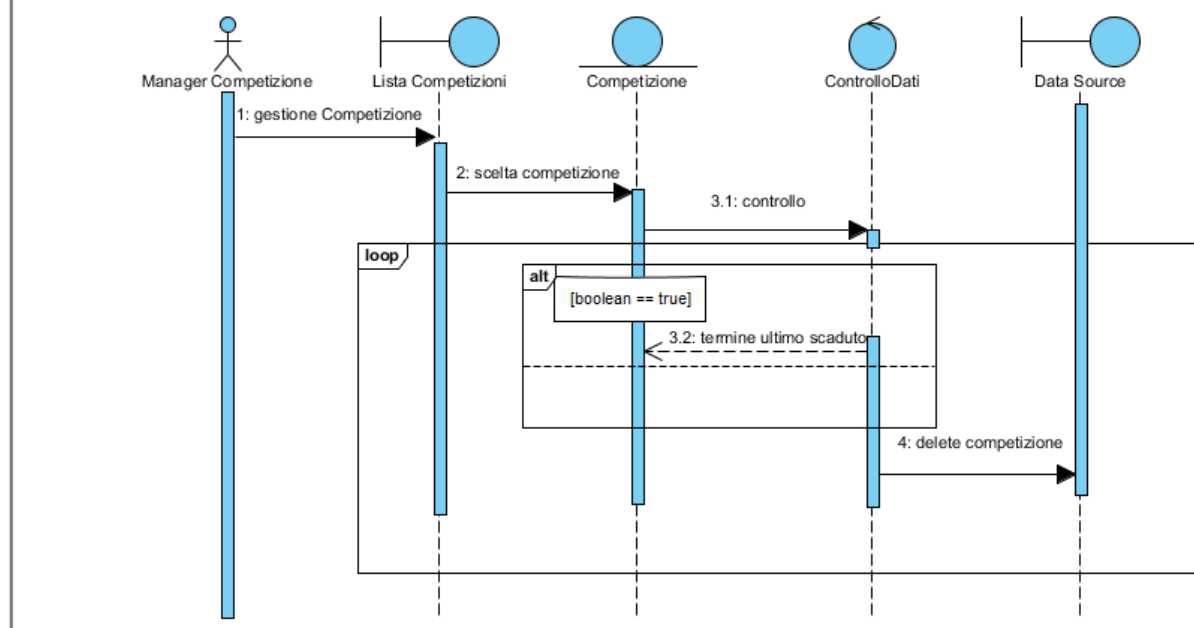 Manager Competizione
Lista Competizioni
Competizione
ControlloDati
Data Source
1: gestione Competizione
2: scelta competizione
3.1: controllo
loop
alt
[boolean == true]
3.2: termine ultimo scaduto
4: delete competizione